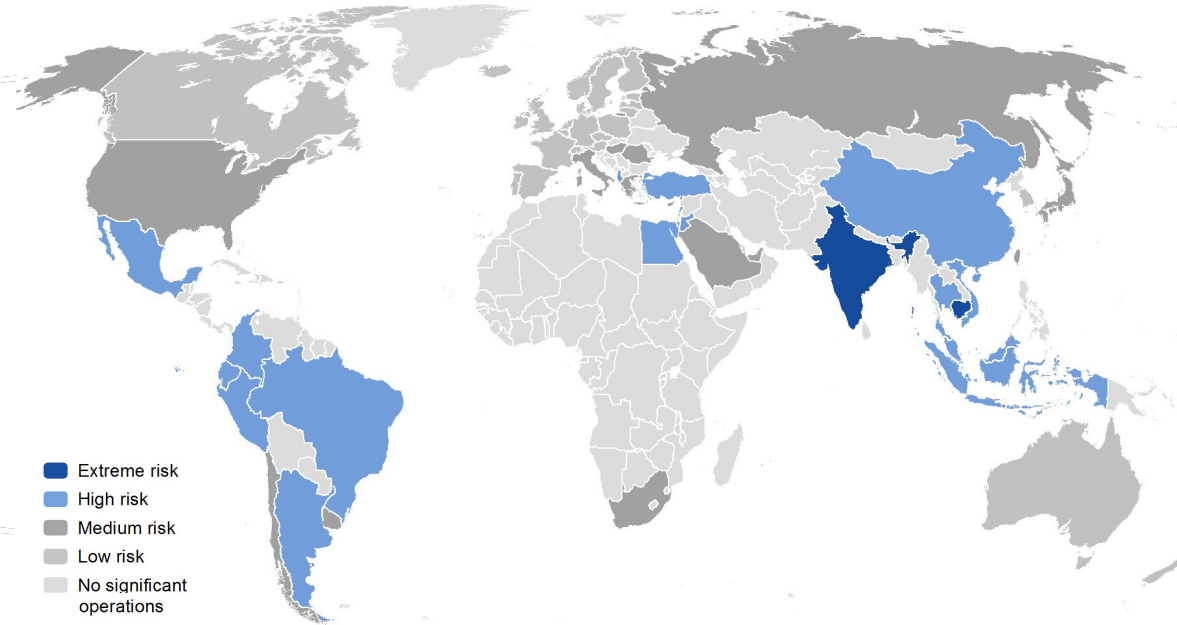 Extreme risk
High risk
Medium risk
Low risk
No significant
operations